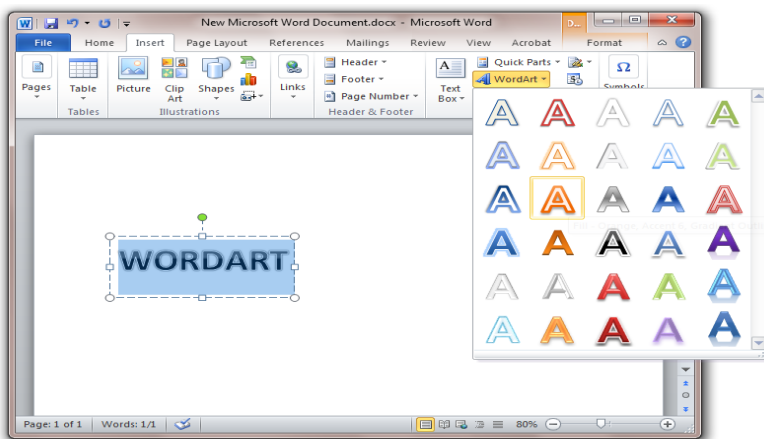 New Microsoft Word Document.docx - Microsoft Word
D...
File Home Insert Page Layout References Mailings Review View Acrobat Format
Pages
Table
Picture
Clip
Art
Shapes
Links
Header
Footer
Page Number
Text
Box
Quick Parts
WordArt
Symbols
Tables
Illustrations
Header & Footer
WORDART
Page: 1 of 1
Words: 1/1
80%